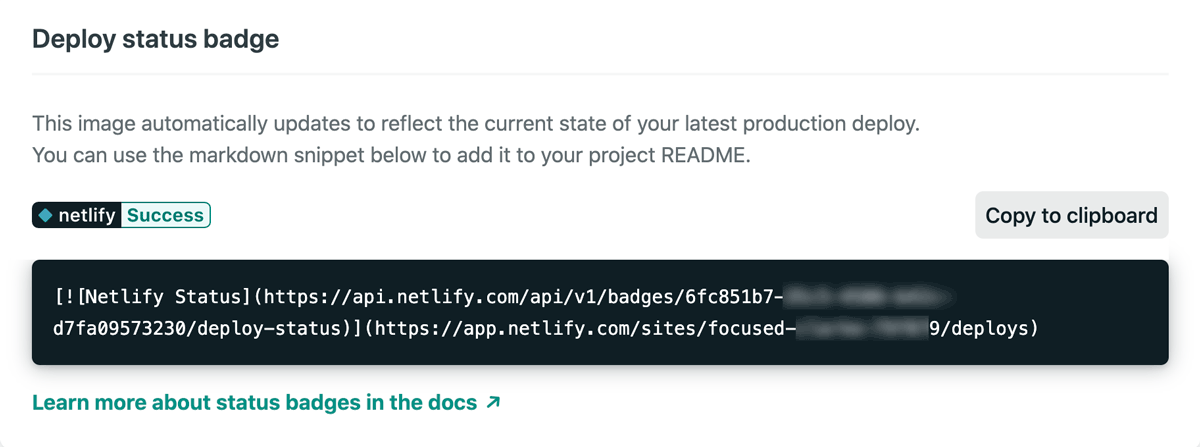 Deploy status badge
This image automatically updates to reflect the current state of your latest production deploy.
You can use the markdown snippet below to add it to your project README.
netlify Success
Copy to clipboard
[![Netlify Status](https://api.netlify.com/api/v1/badges/6fc851b7-
d7fa09573230/deploy-status)](https://app.netlify.com/sites/focused- 9/deploys)
Learn more about status badges in the docs ↗